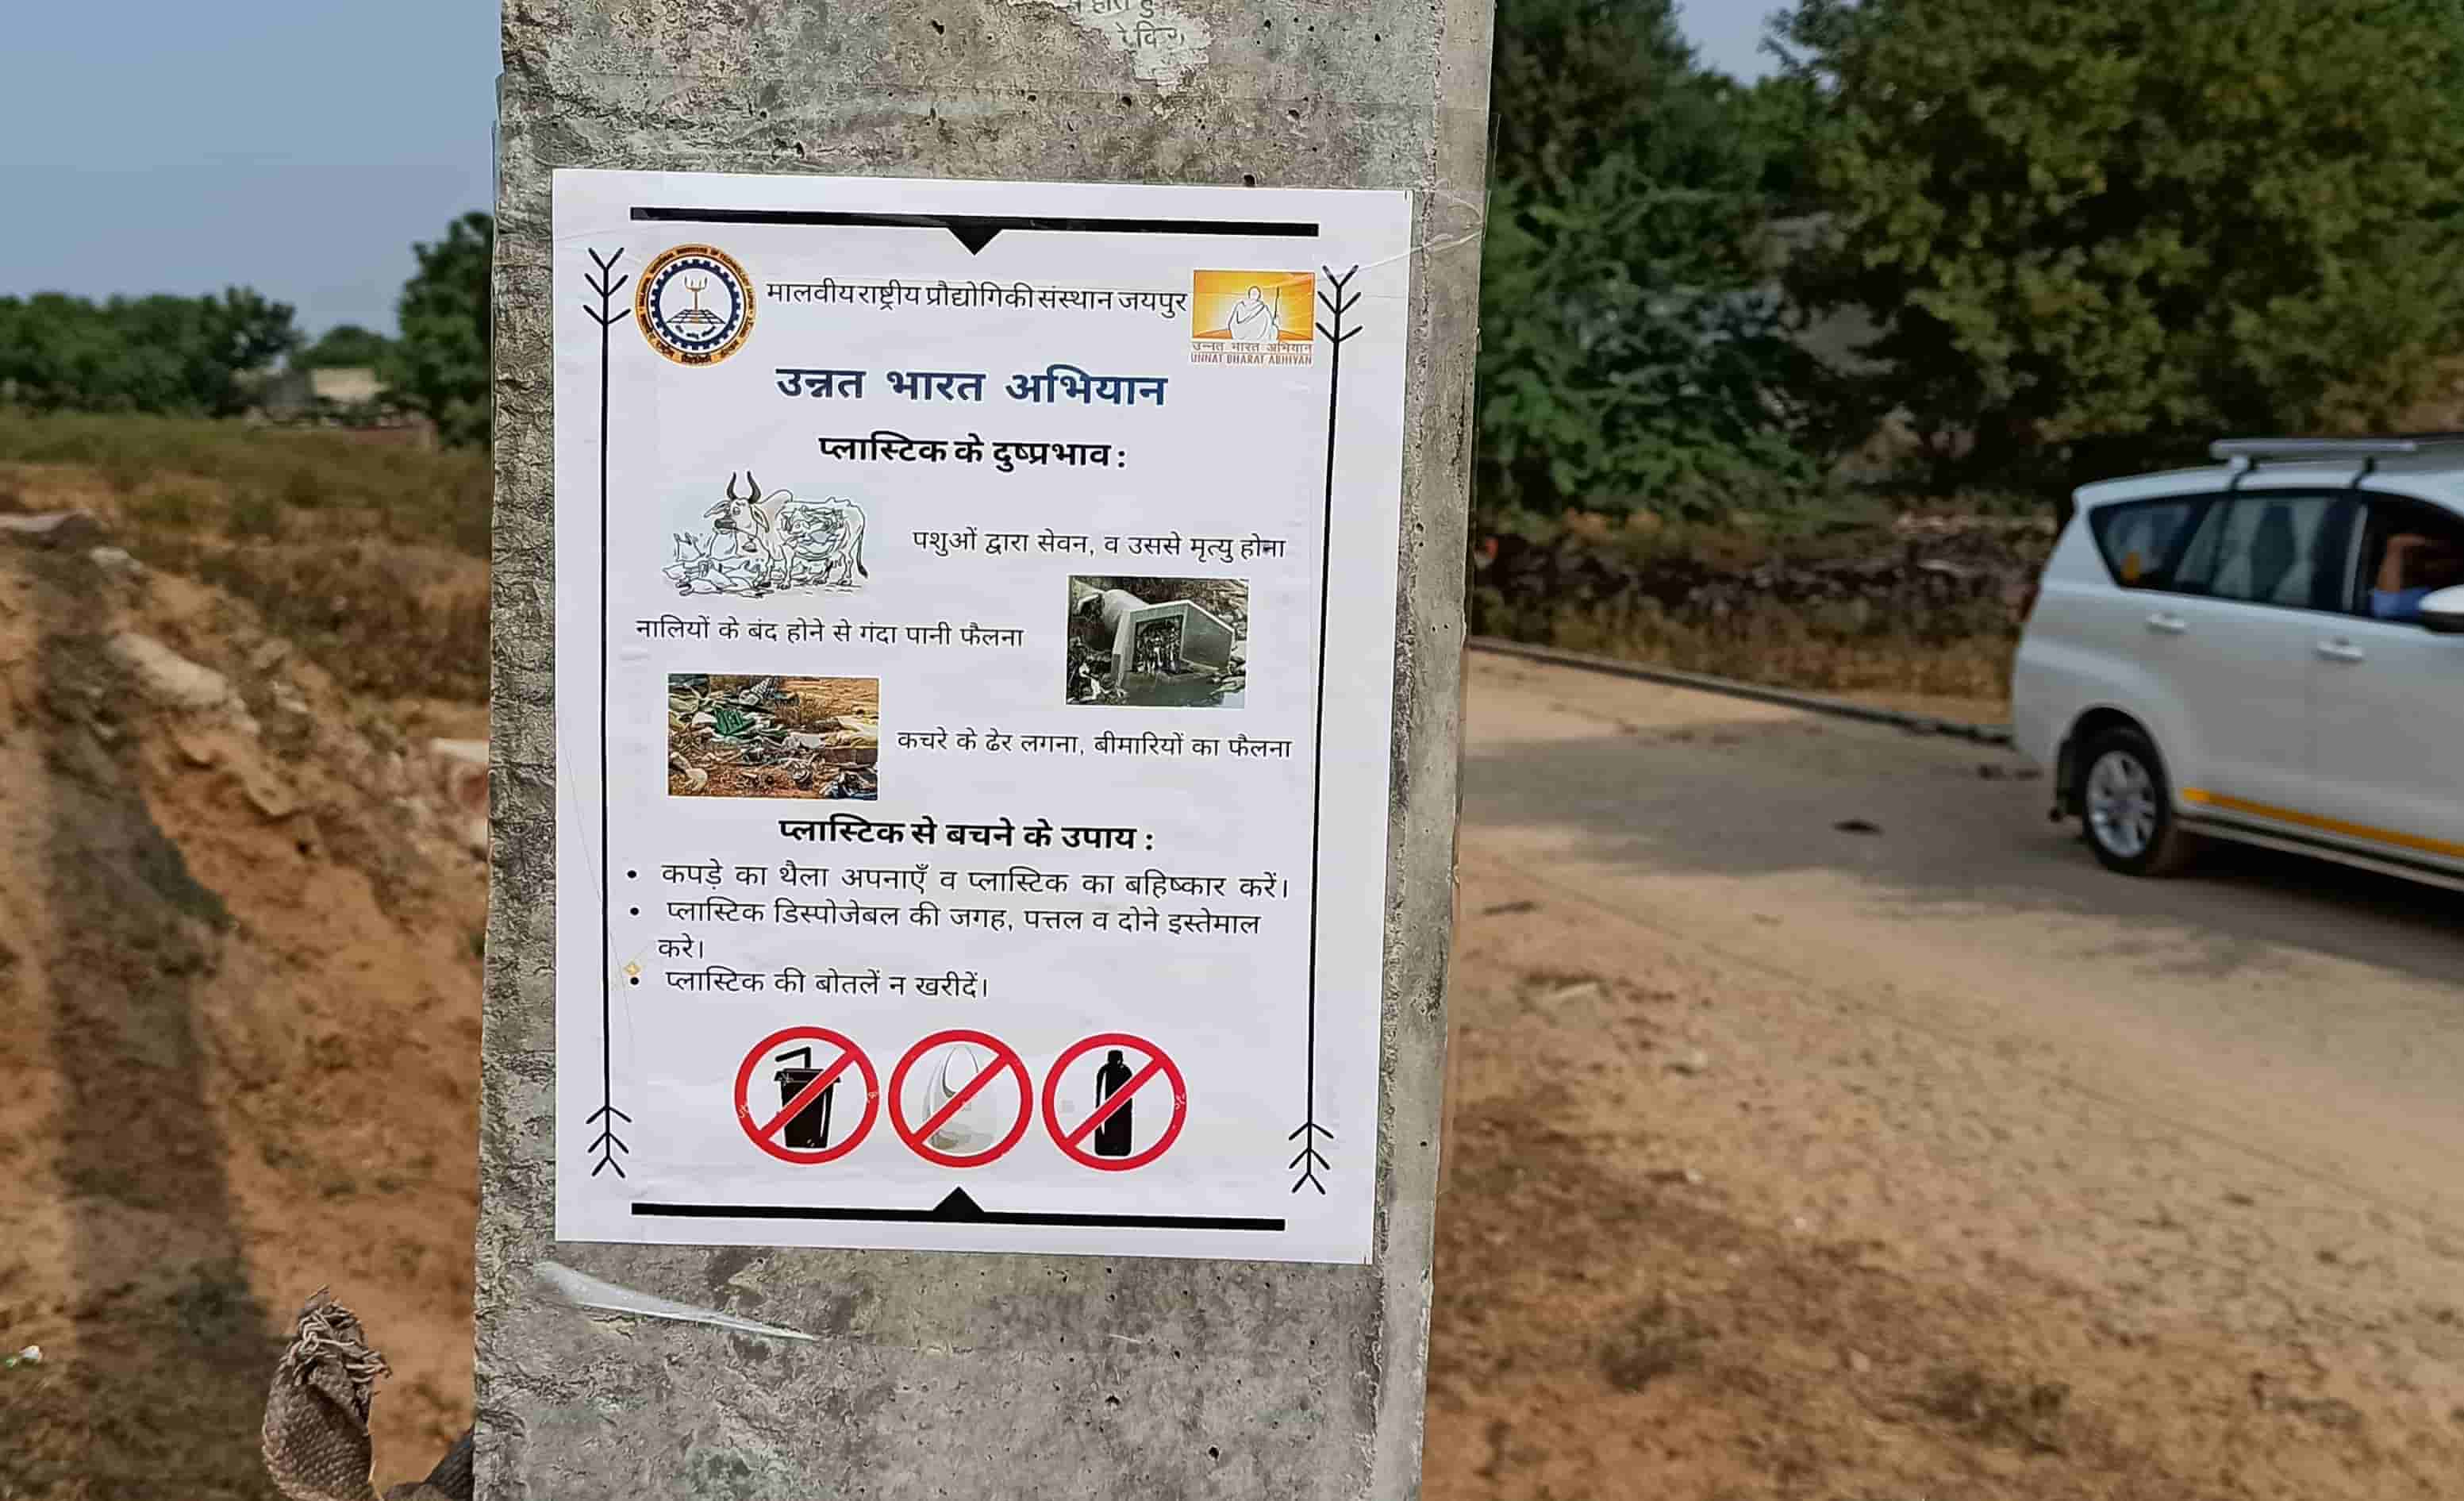 मालवीय राष्ट्रीय प्रौद्योगिकी संस्थान जयपुर
उन्नत भारत अभियान
UNNAT BHARAT ABHIYAN
उन्नत भारत अभियान
प्लास्टिक के दुष्प्रभाव :
पशुओं द्वारा सेवन, व उससे मृत्यु होना
नालियों के बंद होने से गंदा पानी फैलना
कचरे के ढेर लगना, बीमारियों का फैलना
प्लास्टिक से बचने के उपाय :
• कपड़े का थैला अपनाएँ व प्लास्टिक का बहिष्कार करें।
• प्लास्टिक डिस्पोजेबल की जगह, पत्तल व दोने इस्तेमाल
करे।
• प्लास्टिक की बोतलें न खरीदें।